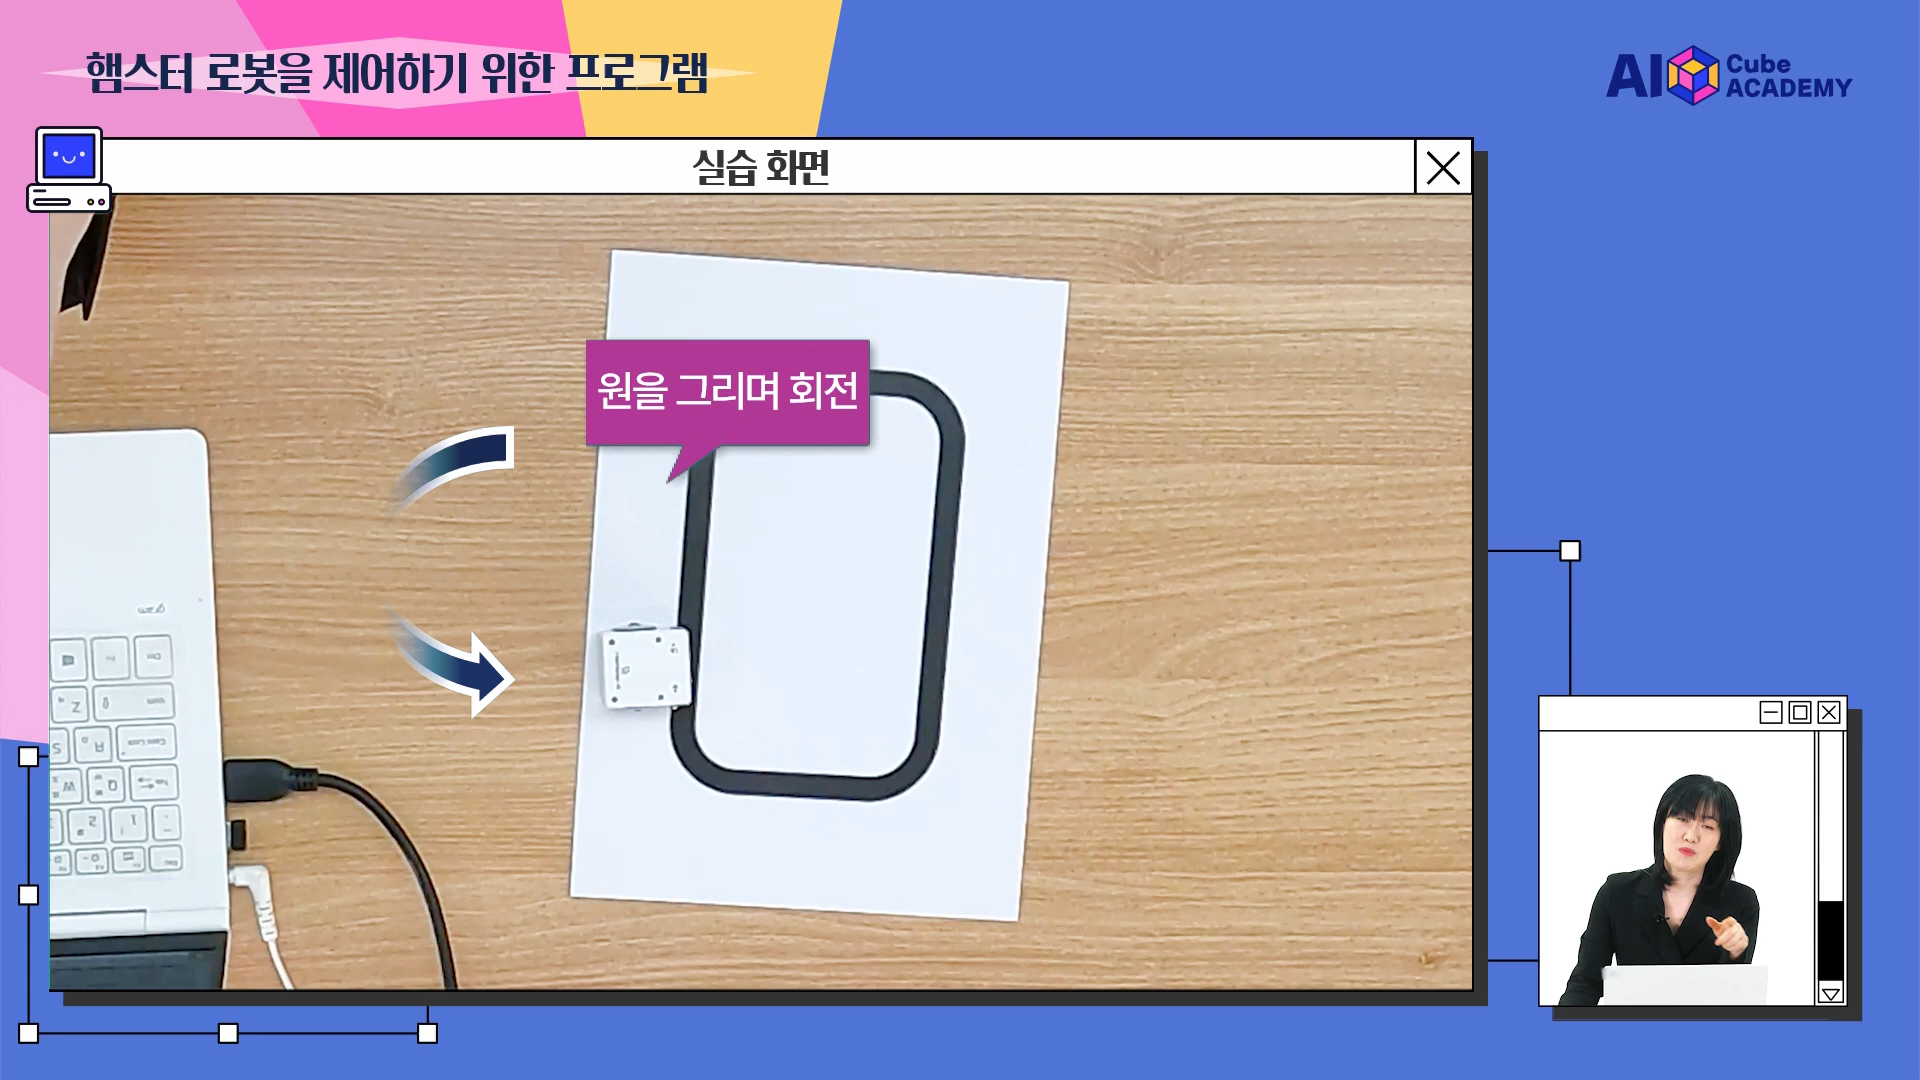 햄스터 로봇을 제어하기 위한 프로그램
AI Cube
ACADEMY
실습 화면
원을 그리며 회전
gram